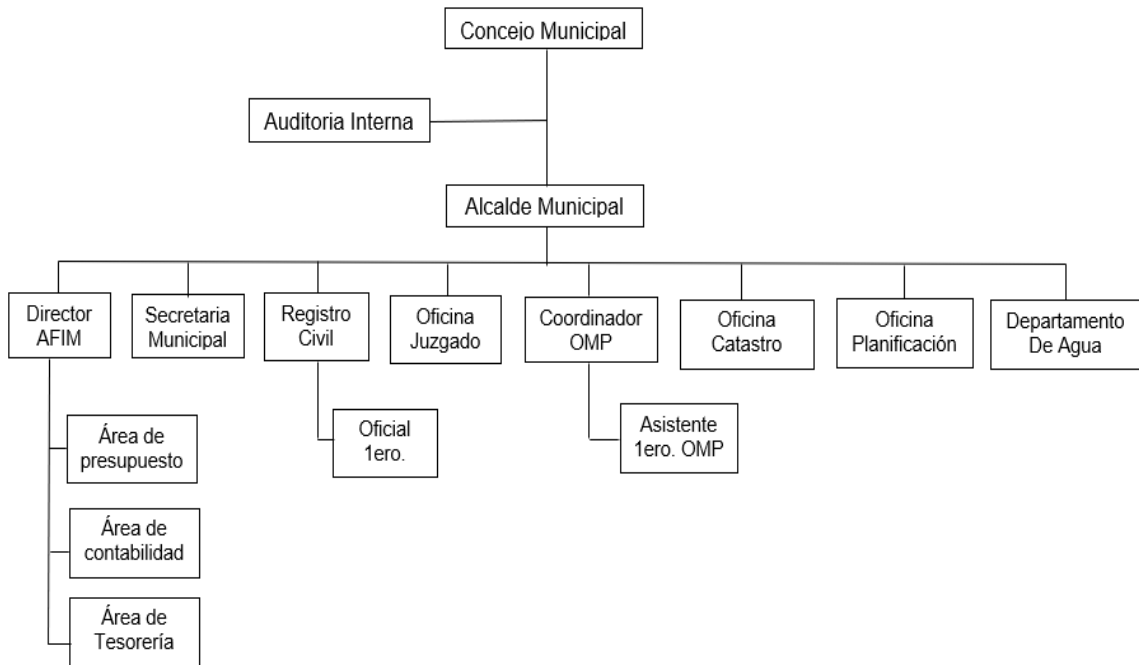 Concejo Municipal
Auditoria Interna
Alcalde Municipal
Director
AFIM
Secretaria
Municipal
Registro
Civil
Oficina
Juzgado
Coordinador
OMP
Oficina
Catastro
Oficina
Planificación
Departamento
De Agua
Área de
presupuesto
Oficial
1ero.
Asistente
1ero. OMP
Área de
contabilidad
Área de
Tesorería